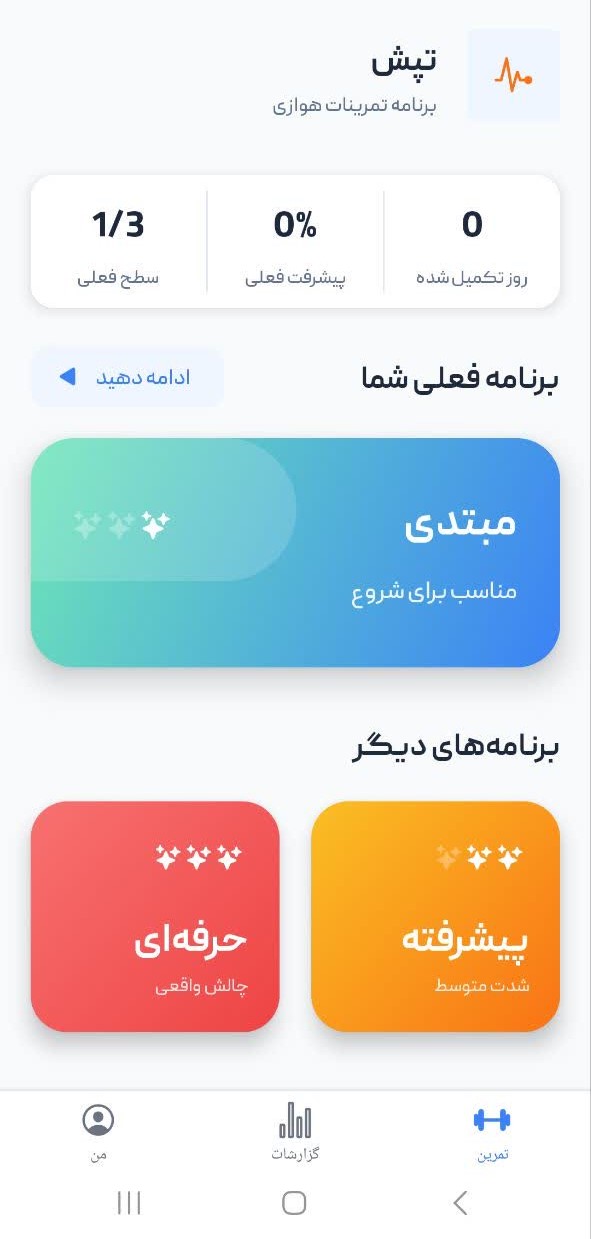 تپش
برنامه تمرینات هوازی
0
روز تکمیل شده
0%
پیشرفت فعلی
1/3
سطح فعلی
برنامه فعلی شما
ادامه دهید
مبتدی
مناسب برای شروع
برنامه‌های دیگر
پیشرفته
شدت متوسط
حرفه‌ای
چالش واقعی
تمرین
گزارشات
من